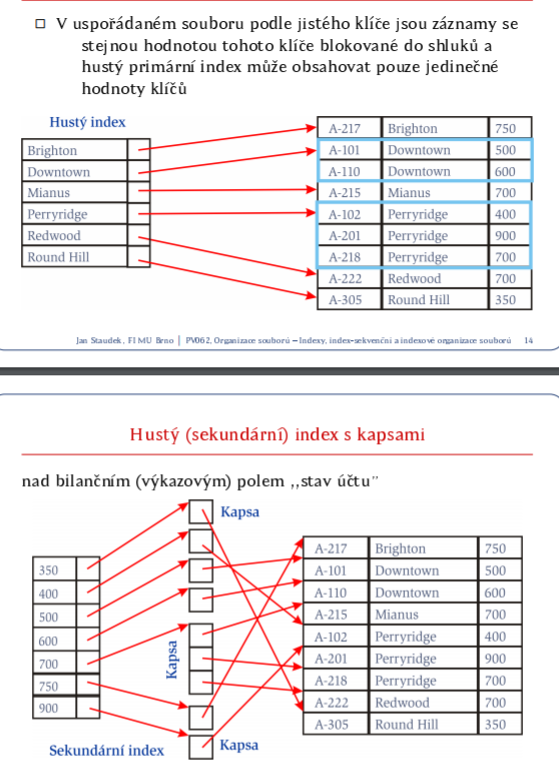 □ V uspořádaném souboru podle jistého klíče jsou záznamy se
stejnou hodnotou tohoto klíče blokované do shluků a
hustý primární index může obsahovat pouze jedinečné
hodnoty klíčů
Hustý index
Brighton
Downtown
Mianus
Perryridge
Redwood
Round Hill
A-217 Brighton 750
A-101 Downtown 500
A-110 Downtown 600
A-215 Mianus 700
A-102 Perryridge 400
A-201 Perryridge 900
A-218 Perryridge 700
A-222 Redwood 700
A-305 Round Hill 350
Jan Staudek, FI MU Brno | PV062, Organizace souborů – Indexy, index-sekvenční a indexové organizace souborů 14
Hustý (sekundární) index s kapsami
nad bilančním (výkazovým) polem ,,stav účtu"
Kapsa
350
400
500
600
700
750
900
Kapsa
A-217 Brighton 750
A-101 Downtown 500
A-110 Downtown 600
A-215 Mianus 700
A-102 Perryridge 400
A-201 Perryridge 900
A-218 Perryridge 700
A-222 Redwood 700
A-305 Round Hill 350
Sekundární index
Kapsa